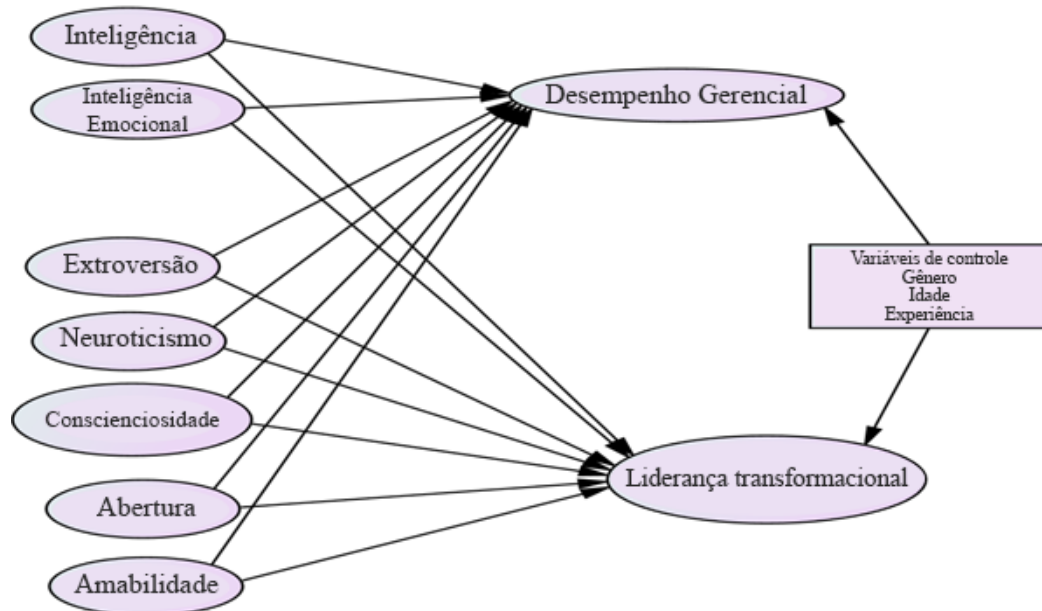 Inteligência
Inteligência
Emocional
Desempenho Gerencial
Extroversão
Neuroticismo
Conscienciosidade
Abertura
Amabilidade
Variáveis de controle
Gênero
Idade
Experiência
Liderança transformacional